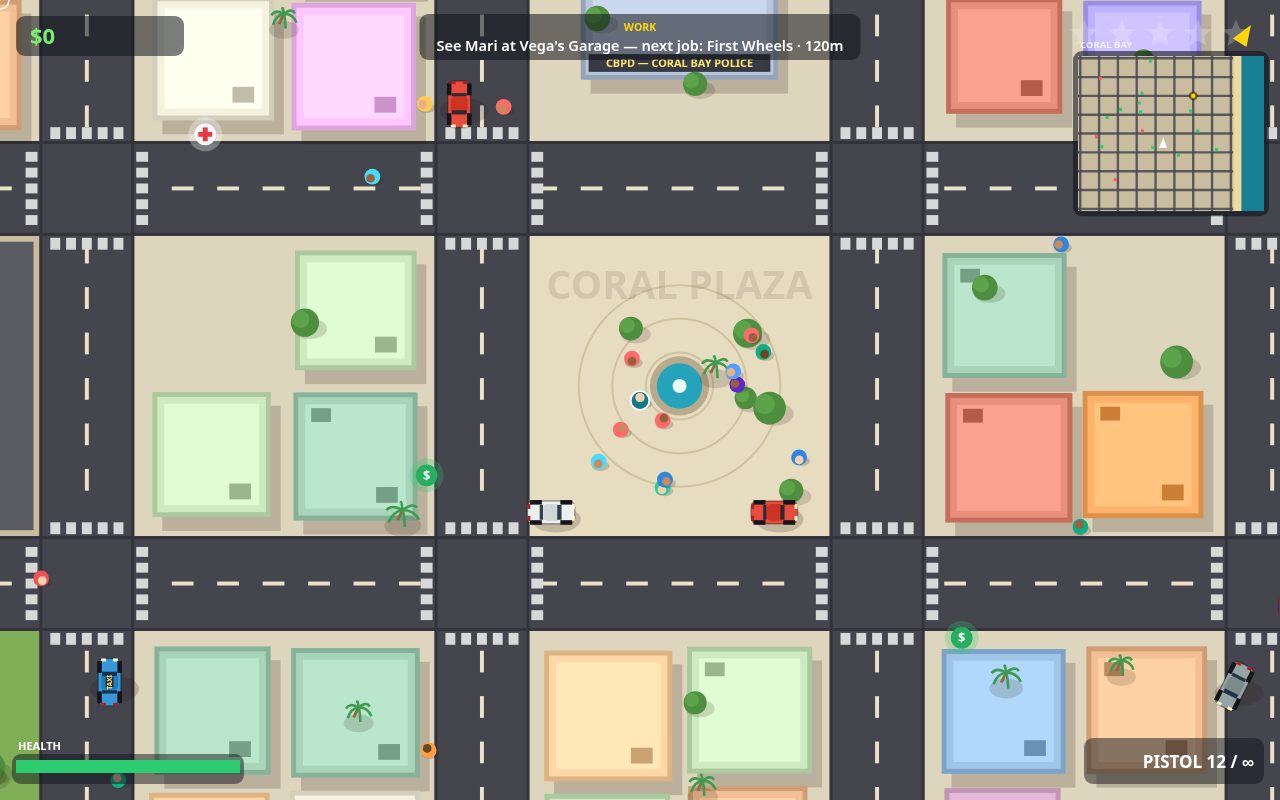 $0
WORK
See Mari at Vega's Garage — next job: First Wheels · 120m
CBPD — CORAL BAY POLICE
CORAL BAY
CORAL PLAZA
$
$
TAXI
HEALTH
PISTOL 12 / ∞